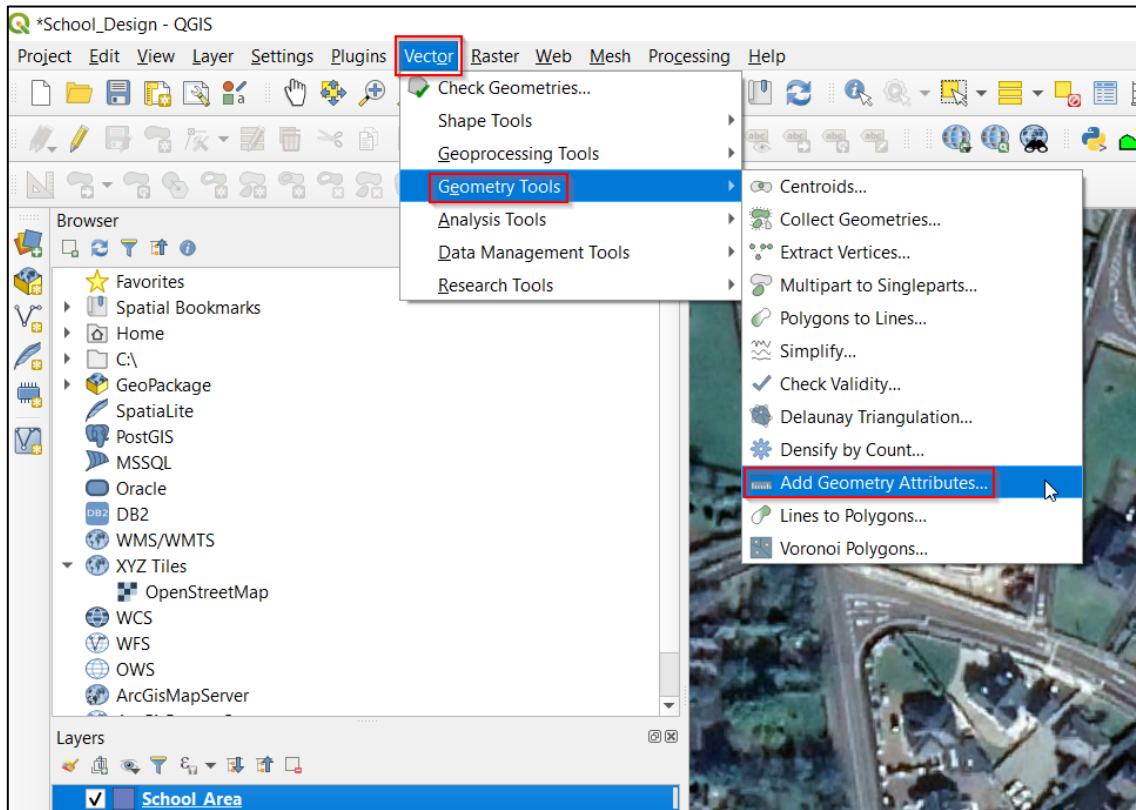 *School_Design - QGIS
Project Edit View Layer Settings Plugins Vector Raster Web Mesh Processing Help
Check Geometries...
Shape Tools
Geoprocessing Tools
Geometry Tools
Analysis Tools
Data Management Tools
Research Tools
Centroids...
Collect Geometries...
Extract Vertices...
Multipart to Singleparts...
Polygons to Lines...
Simplify...
Check Validity...
Delaunay Triangulation...
Densify by Count...
Add Geometry Attributes...
Lines to Polygons...
Voronoi Polygons...
abc abc abc abc
Browser
Favorites
Spatial Bookmarks
Home
C:\
GeoPackage
SpatiaLite
PostGIS
MSSQL
Oracle
DB2 DB2
WMS/WMTS
XYZ Tiles
OpenStreetMap
WCS
WFS
OWS
ArcGisMapServer
Layers
School_Area